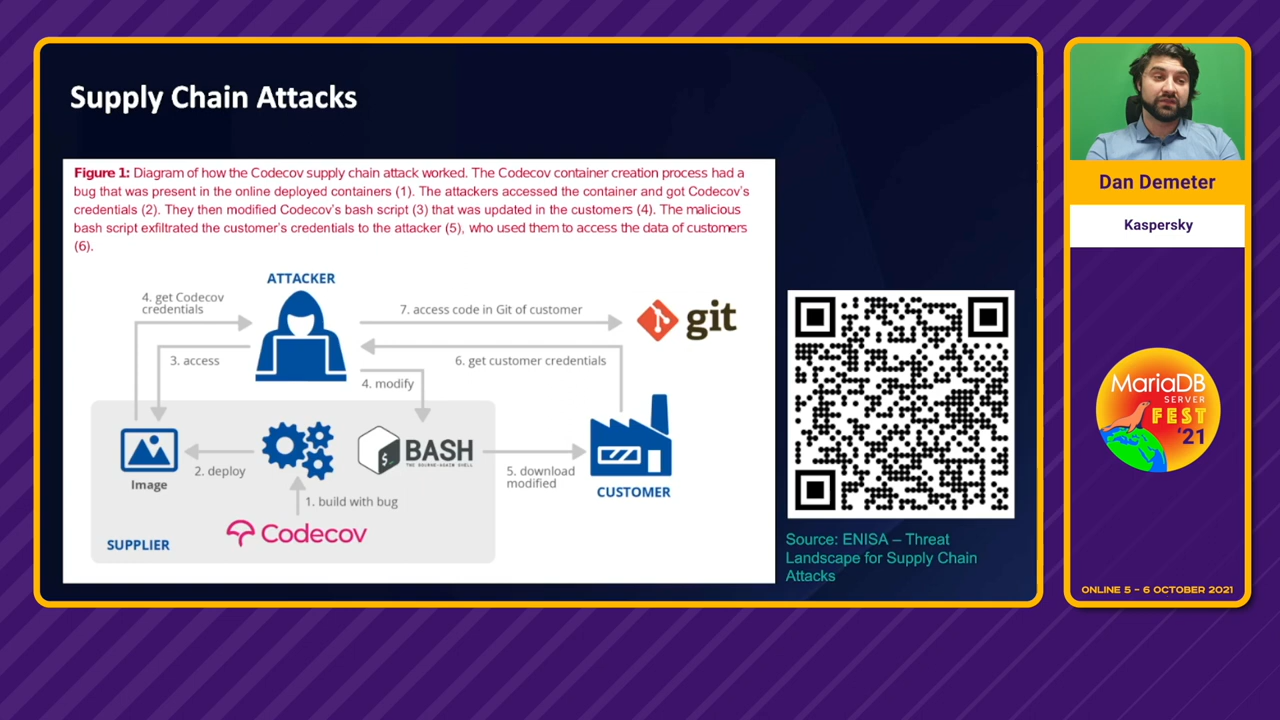 Supply Chain Attacks
Figure 1: Diagram of how the Codecov supply chain attack worked. The Codecov container creation process had a
bug that was present in the online deployed containers (1). The attackers accessed the container and got Codecov's
credentials (2). They then modified Codecov's bash script (3) that was updated in the customers (4). The malicious
bash script exfiltrated the customer's credentials to the attacker (5), who used them to access the data of customers
(6).
ATTACKER
4. get Codecov
credentials
7. access code in Git of customer
git
3. access
6. get customer credentials
4. modify
BASH
THE BOURNE-AGAIN SHELL
2. deploy
Image
5. download
modified
CUSTOMER
1. build with bug
Codecov
SUPPLIER
Source: ENISA – Threat
Landscape for Supply Chain
Attacks
Dan Demeter
Kaspersky
MariaDB
SERVER
FEST
'21
ONLINE 5 - 6 OCTOBER 2021